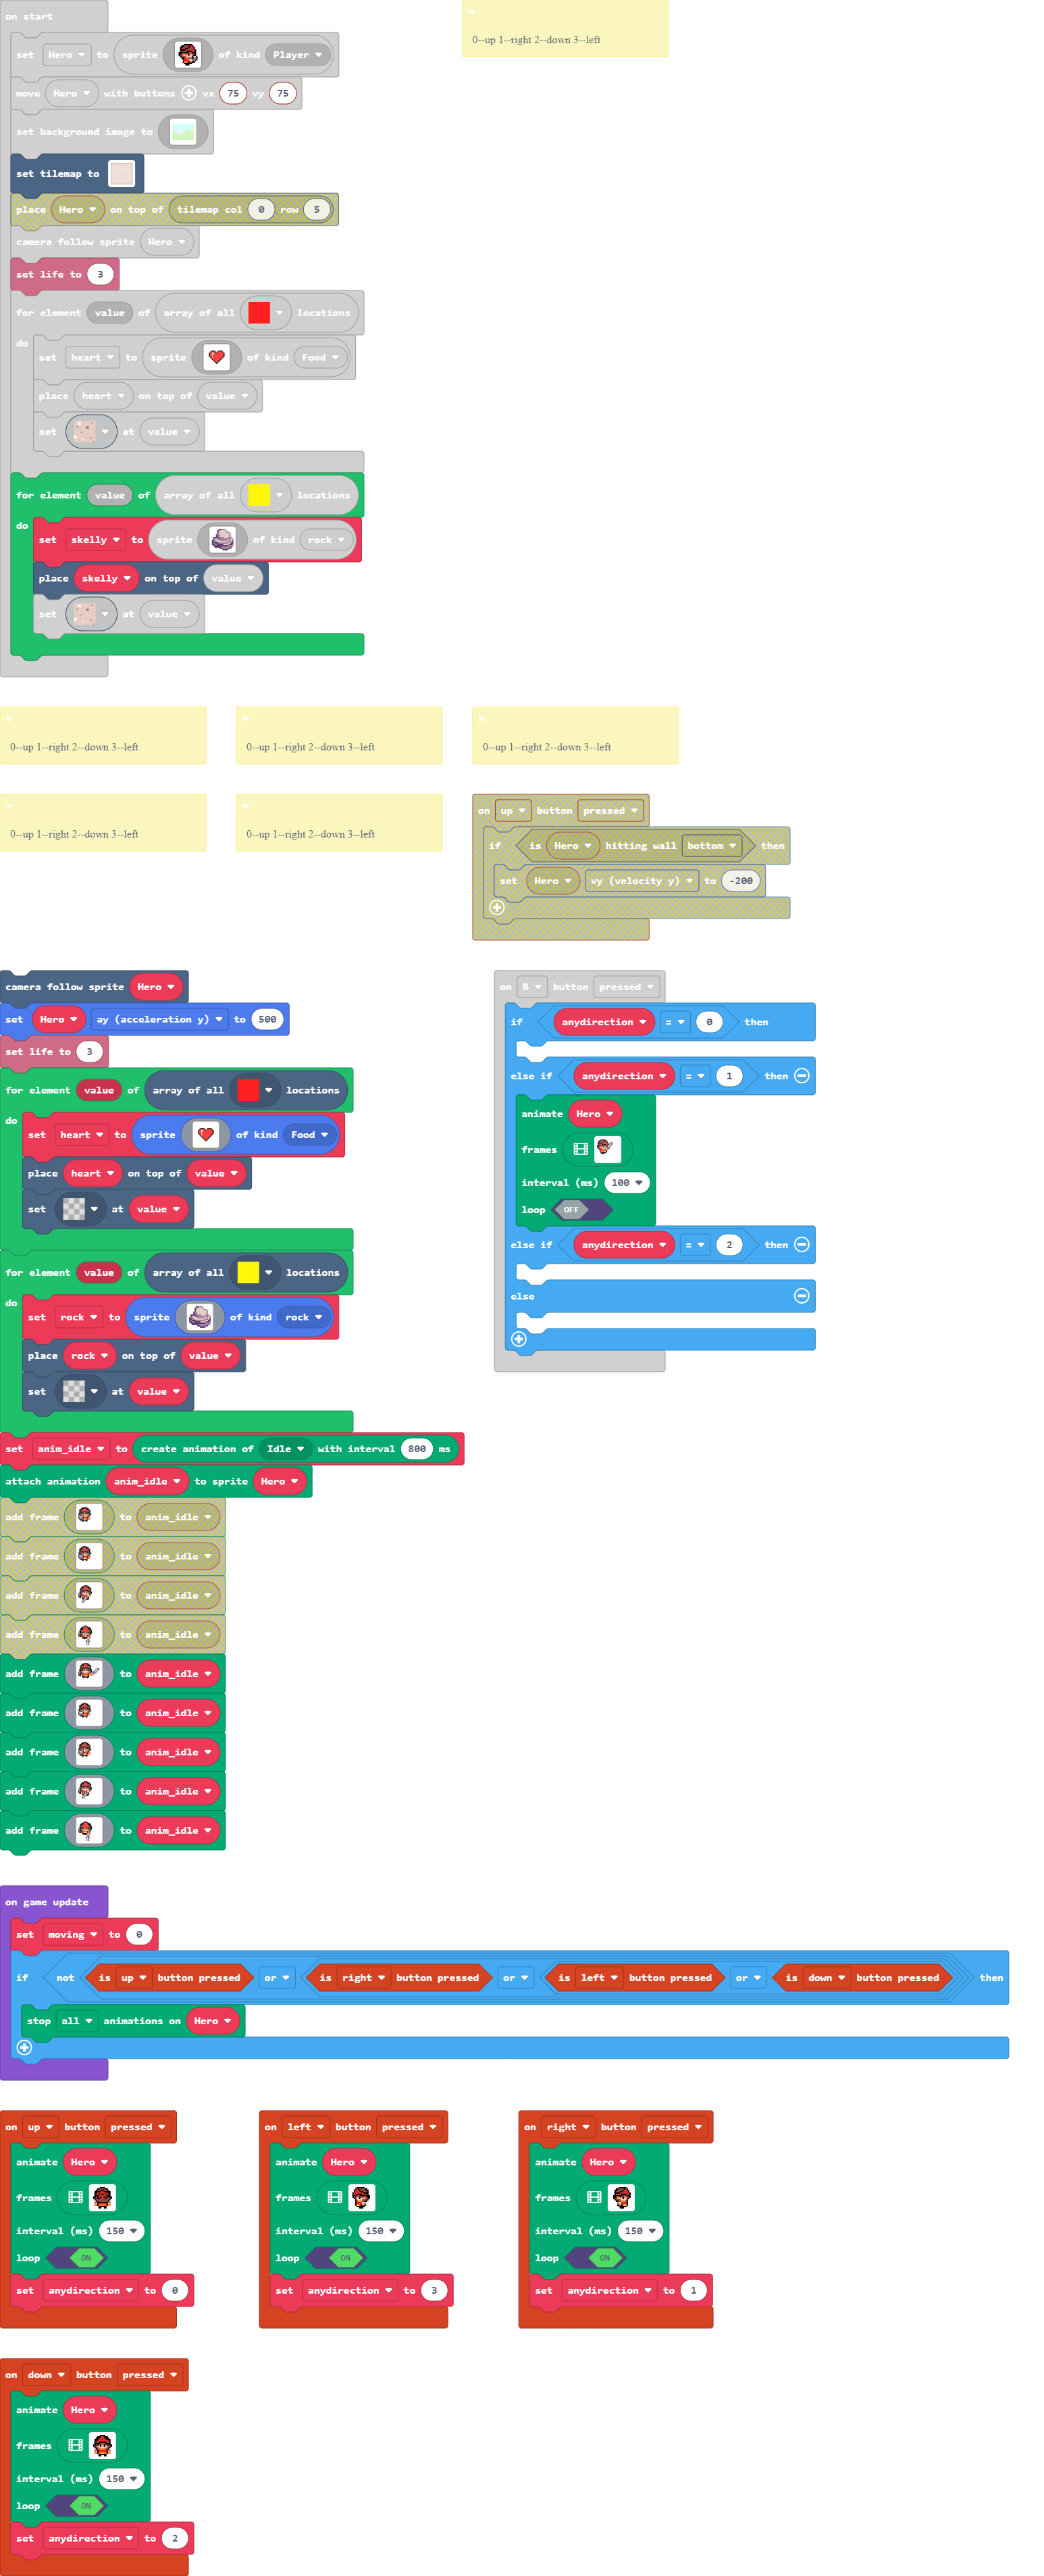 on start
0--up 1--right 2--down 3--left
set Hero to sprite of kind Player
move Hero with buttons vx 75 vy 75
set background image to
set tilemap to
place Hero on top of tilemap col 0 row 5
camera follow sprite Hero
set life to 3
for element value of array of all locations
do
set heart to sprite of kind Food
place heart on top of value
set at value
for element value of array of all locations
do
set skelly to sprite of kind rock
place skelly on top of value
set at value
0--up 1--right 2--down 3--left
0--up 1--right 2--down 3--left
0--up 1--right 2--down 3--left
0--up 1--right 2--down 3--left
0--up 1--right 2--down 3--left
on up button pressed
if is Hero hitting wall bottom then
set Hero vy (velocity y) to -200
camera follow sprite Hero
set Hero ay (acceleration y) to 500
set life to 3
for element value of array of all locations
do
set heart to sprite of kind Food
place heart on top of value
set at value
for element value of array of all locations
do
set rock to sprite of kind rock
place rock on top of value
set at value
set anim_idle to create animation of Idle with interval 800 ms
attach animation anim_idle to sprite Hero
add frame to anim_idle
add frame to anim_idle
add frame to anim_idle
add frame to anim_idle
add frame to anim_idle
add frame to anim_idle
add frame to anim_idle
add frame to anim_idle
add frame to anim_idle
on B button pressed
if anydirection = 0 then
else if anydirection = 1 then
animate Hero
frames
interval (ms) 100
loop OFF
else if anydirection = 2 then
else
on game update
set moving to 0
if not is up button pressed or is right button pressed or is left button pressed or is down button pressed then
stop all animations on Hero
on up button pressed
animate Hero
frames
interval (ms) 150
loop ON
set anydirection to 0
on left button pressed
animate Hero
frames
interval (ms) 150
loop ON
set anydirection to 3
on right button pressed
animate Hero
frames
interval (ms) 150
loop ON
set anydirection to 1
on down button pressed
animate Hero
frames
interval (ms) 150
loop ON
set anydirection to 2